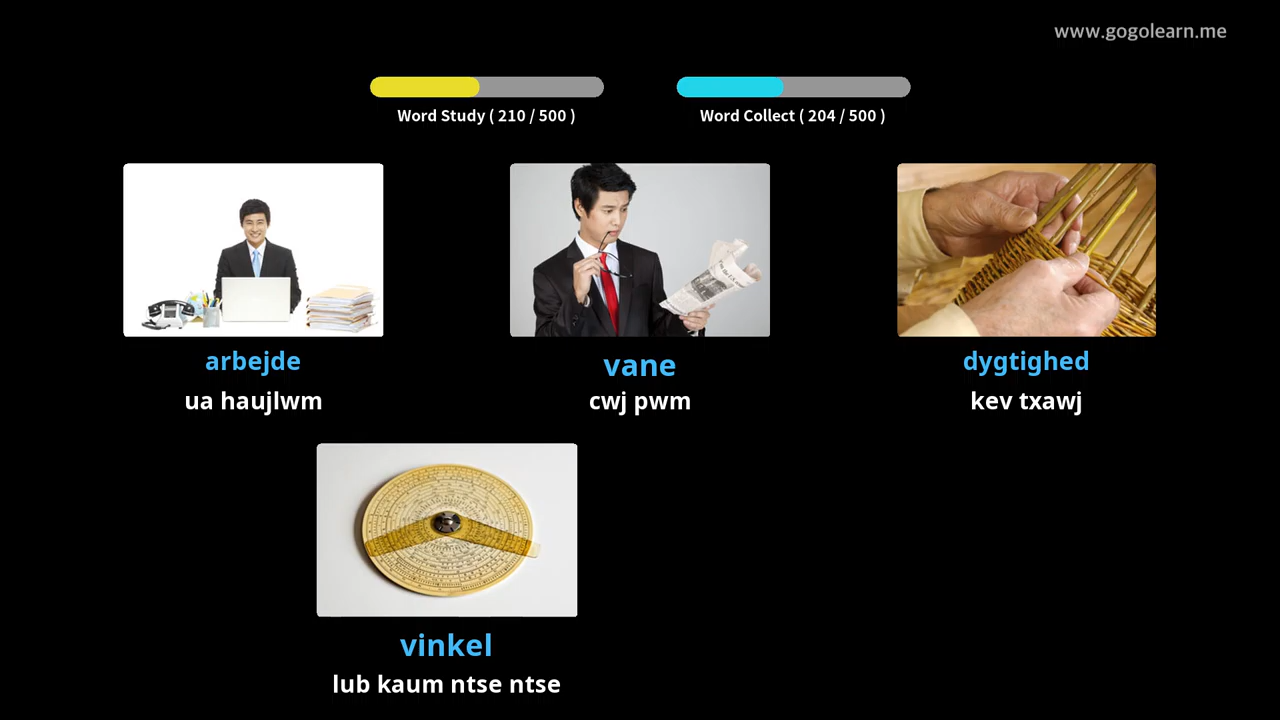 www.gogolearn.me
Word Study ( 210 / 500 )
Word Collect ( 204 / 500 )
arbejde
ua haujlwm
vane
cwj pwm
dygtighed
kev txawj
vinkel
lub kaum ntse ntse